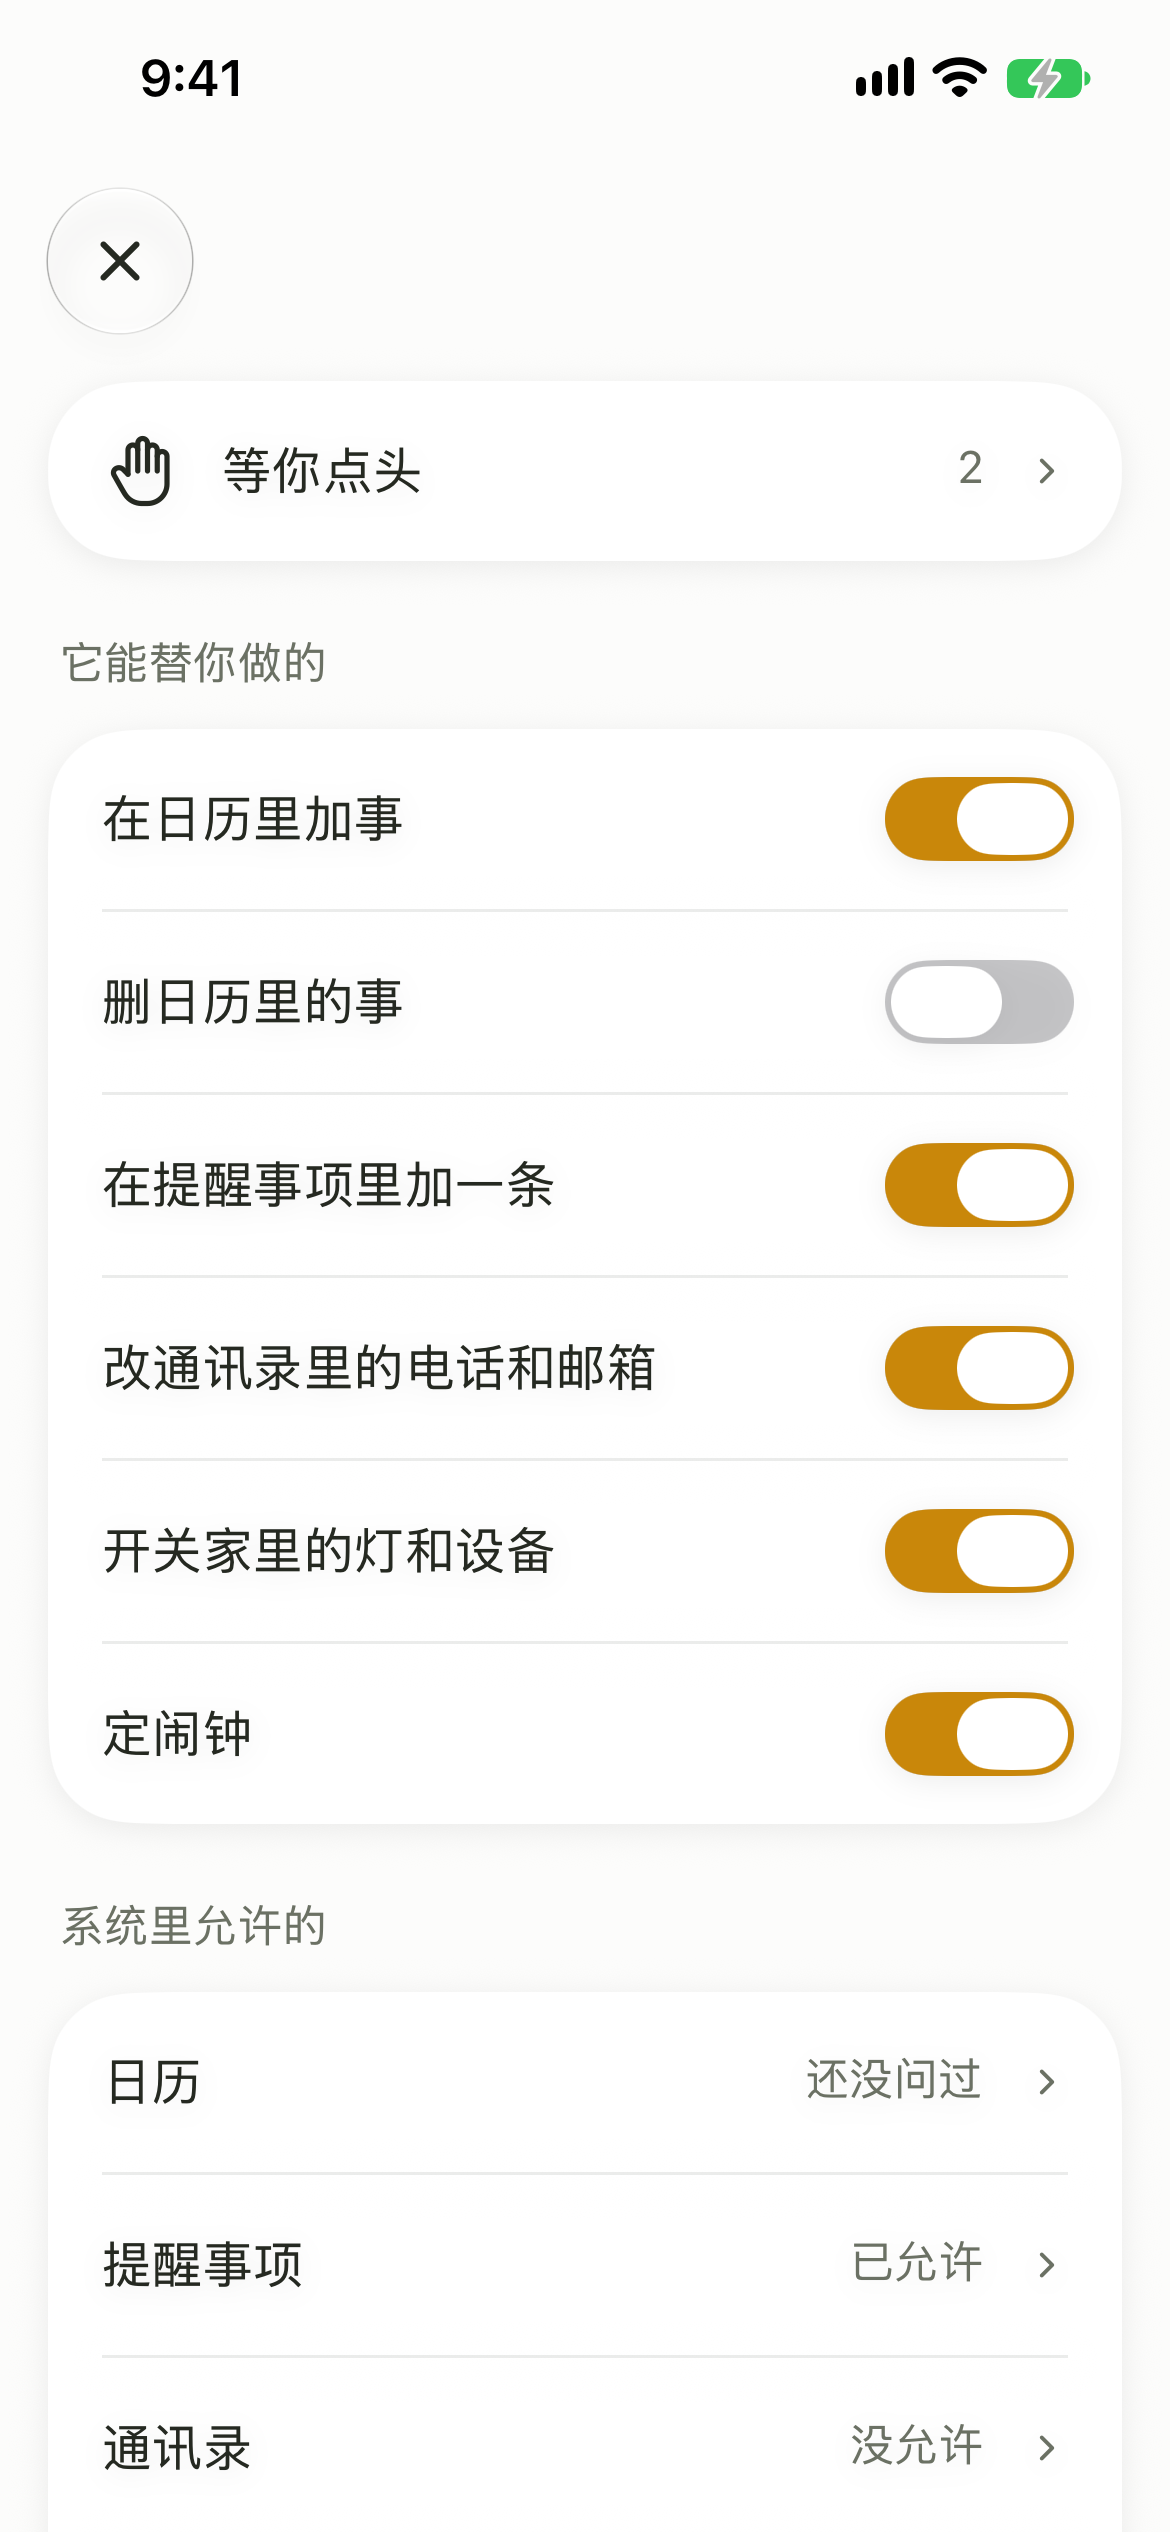 9:41
等你点头
2
它能替你做的
在日历里加事
删日历里的事
在提醒事项里加一条
改通讯录里的电话和邮箱
开关家里的灯和设备
定闹钟
系统里允许的
日历
还没问过
提醒事项
已允许
通讯录
没允许